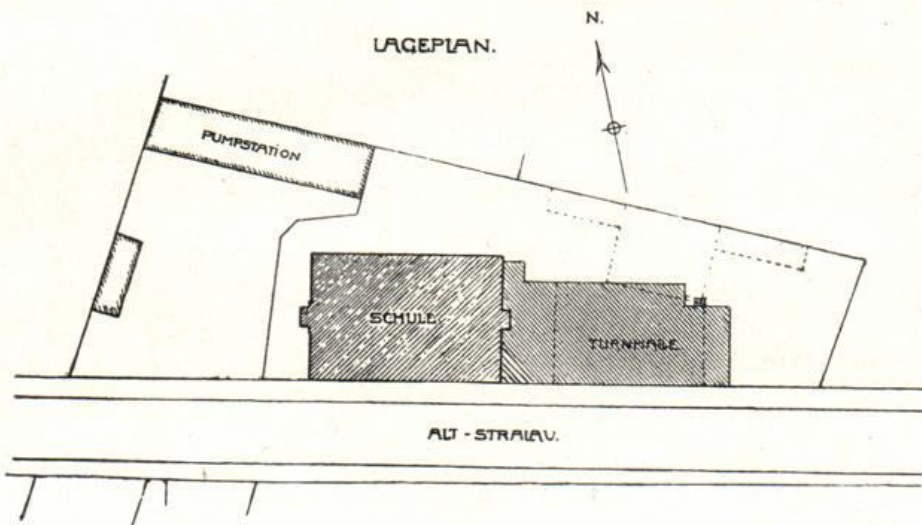 LAGEPLAN.
N.
PUMPSTATION
SCHULE.
TURNHALLE.
ALT - STRALAU.